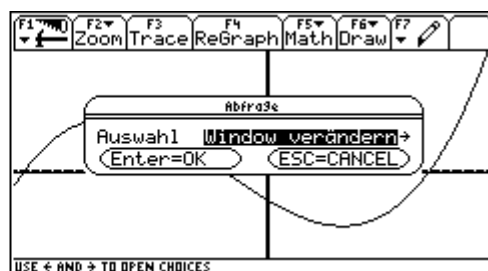 F1 F2 Zoom F3 Trace F4 ReGraph F5 Math F6 Draw F7
Abfrage
Auswahl Window verändern→
Enter=OK ESC=CANCEL
USE ← AND → TO OPEN CHOICES